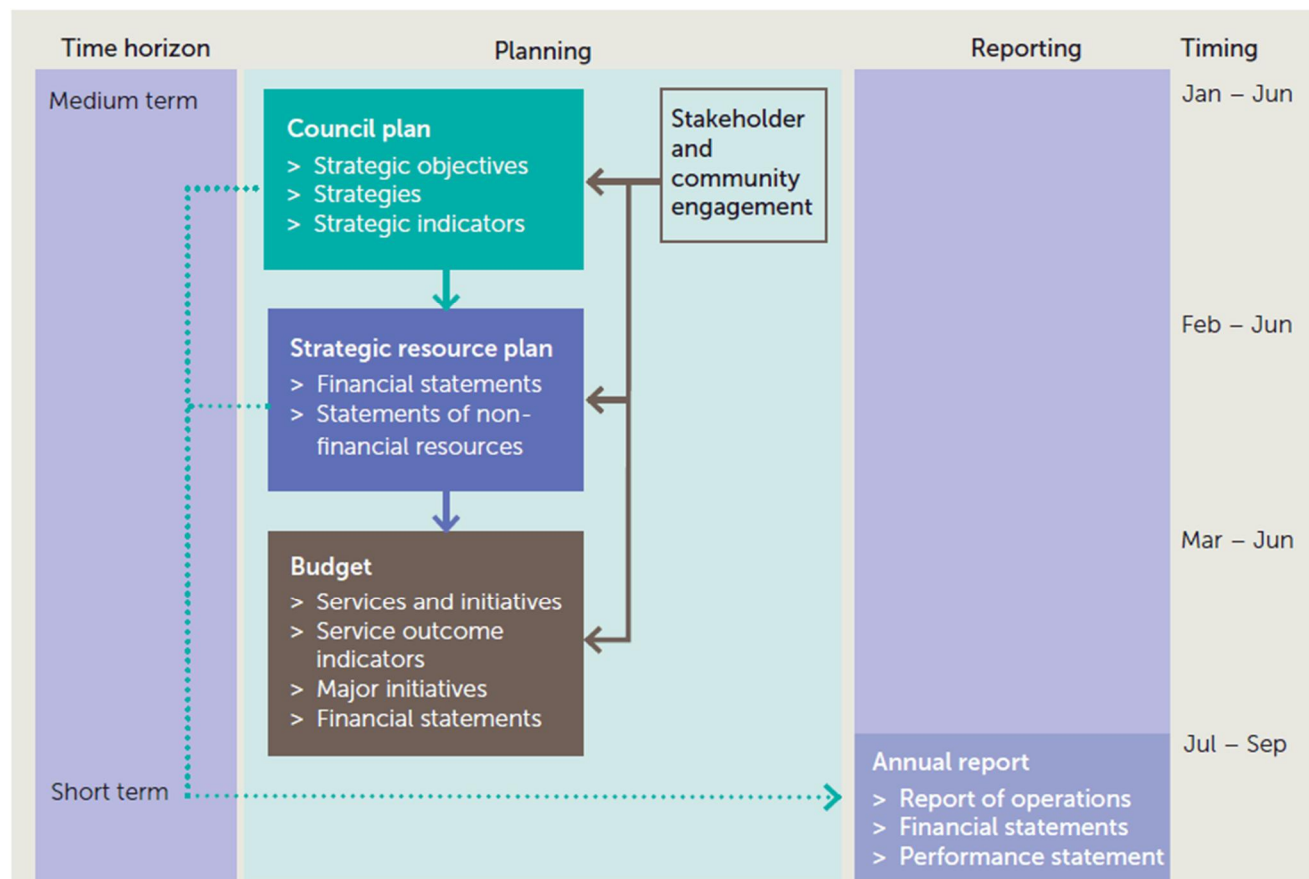 Time horizon
Planning
Reporting
Timing
Medium term
Council plan
> Strategic objectives
> Strategies
> Strategic indicators
Stakeholder
and
community
engagement
Jan – Jun
Strategic resource plan
> Financial statements
> Statements of non-
financial resources
Feb – Jun
Budget
> Services and initiatives
> Service outcome
indicators
> Major initiatives
> Financial statements
Mar – Jun
Short term
Annual report
> Report of operations
> Financial statements
> Performance statement
Jul – Sep